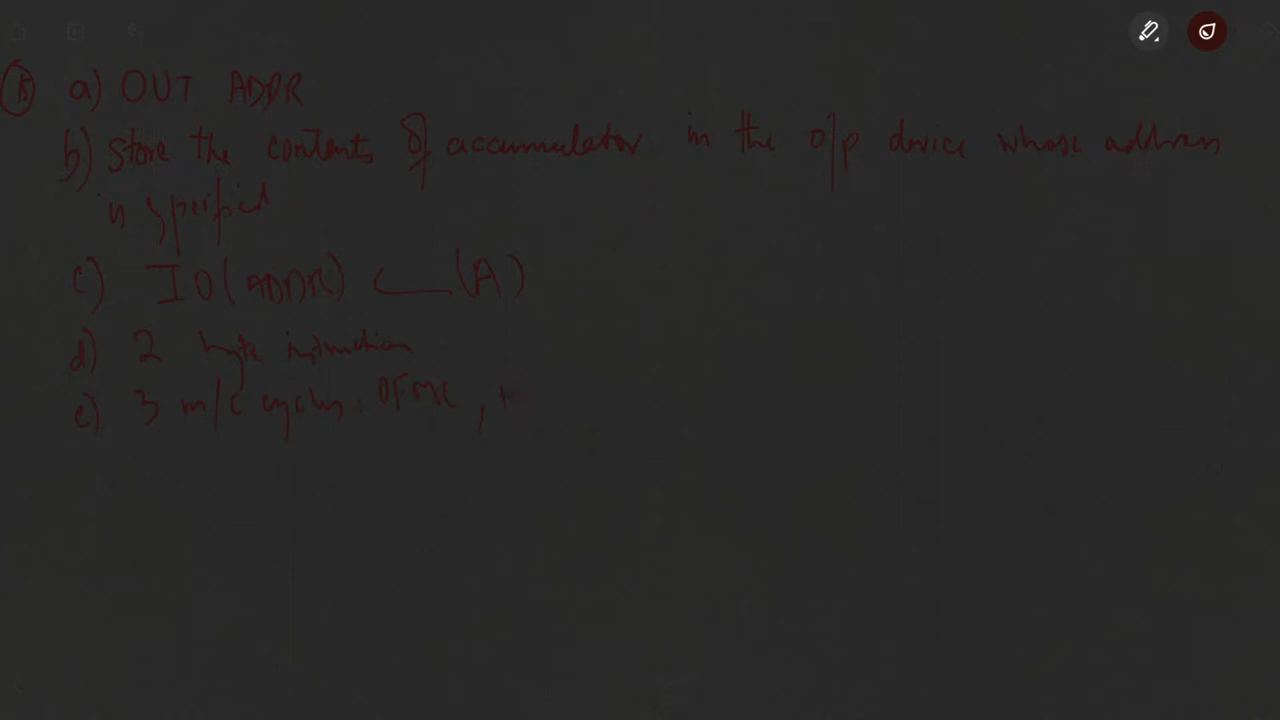 a) OUT ADDR
b) Store the contents of accumulator in the o/p device whose address
is specified
c) IO(ADDR) ← (A)
d) 2 byte instruction
e) 3 m/c cycles : OFMC ,